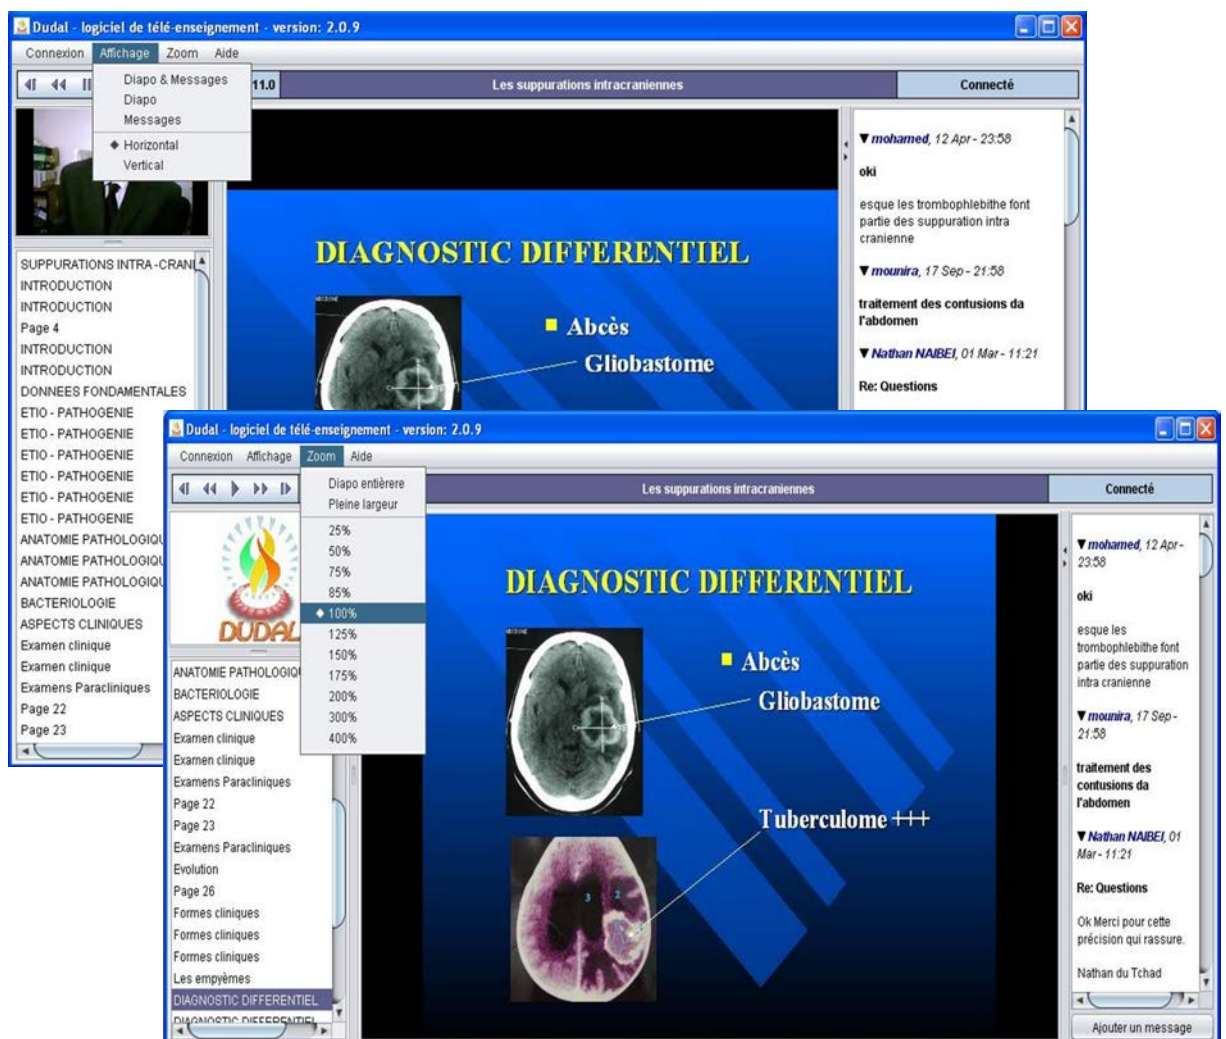 Dudal - logiciel de télé-enseignement - version: 2.0.9
Connexion Affichage Zoom Aide
Diapo & Messages
Diapo
Messages
Horizontal
Vertical
11.0
Les suppurations intracraniennes
Connecté
SUPPURATIONS INTRA-CRANI
INTRODUCTION
INTRODUCTION
Page 4
INTRODUCTION
INTRODUCTION
DONNEES FONDAMENTALES
ETIO - PATHOGENIE
ETIO - PATHOGENIE
ETIO - PATHOGENIE
ETIO - PATHOGENIE
ETIO - PATHOGENIE
ETIO - PATHOGENIE
ANATOMIE PATHOLOGIQU
ANATOMIE PATHOLOGIQU
ANATOMIE PATHOLOGIQU
BACTERIOLOGIE
ASPECTS CLINIQUES
Examen clinique
Examen clinique
Examens Paracliniques
Page 22
Page 23
DIAGNOSTIC DIFFERENTIEL
Abcès
Gliobastome
mohamed, 12 Apr - 23:58
oki
esque les trombophlebithe font
partie des suppuration intra
cranienne
mounira, 17 Sep - 21:58
traitement des contusions da
l'abdomen
Nathan NAIBEI, 01 Mar - 11:21
Re: Questions
Dudal - logiciel de télé-enseignement - version: 2.0.9
Connexion Affichage Zoom Aide
Diapo entièrere
Pleine largeur
25%
50%
75%
85%
100%
125%
150%
175%
200%
300%
400%
Les suppurations intracraniennes
Connecté
DUDAL
ANATOMIE PATHOLOGIQU
BACTERIOLOGIE
ASPECTS CLINIQUES
Examen clinique
Examen clinique
Examens Paracliniques
Page 22
Page 23
Examens Paracliniques
Evolution
Page 26
Formes cliniques
Formes cliniques
Formes cliniques
Les empyèmes
DIAGNOSTIC DIFFERENTIEL
DIAGNOSTIC DIFFERENTIEL
DIAGNOSTIC DIFFERENTIEL
Abcès
Gliobastome
Tuberculome +++
3
2
mohamed, 12 Apr -
23:58
oki
esque les
trombophlebithe font
partie des suppuration
intra cranienne
mounira, 17 Sep -
21:58
traitement des
contusions da
l'abdomen
Nathan NAIBEI, 01
Mar - 11:21
Re: Questions
Ok Merci pour cette
précision qui rassure.
Nathan du Tchad
Ajouter un message